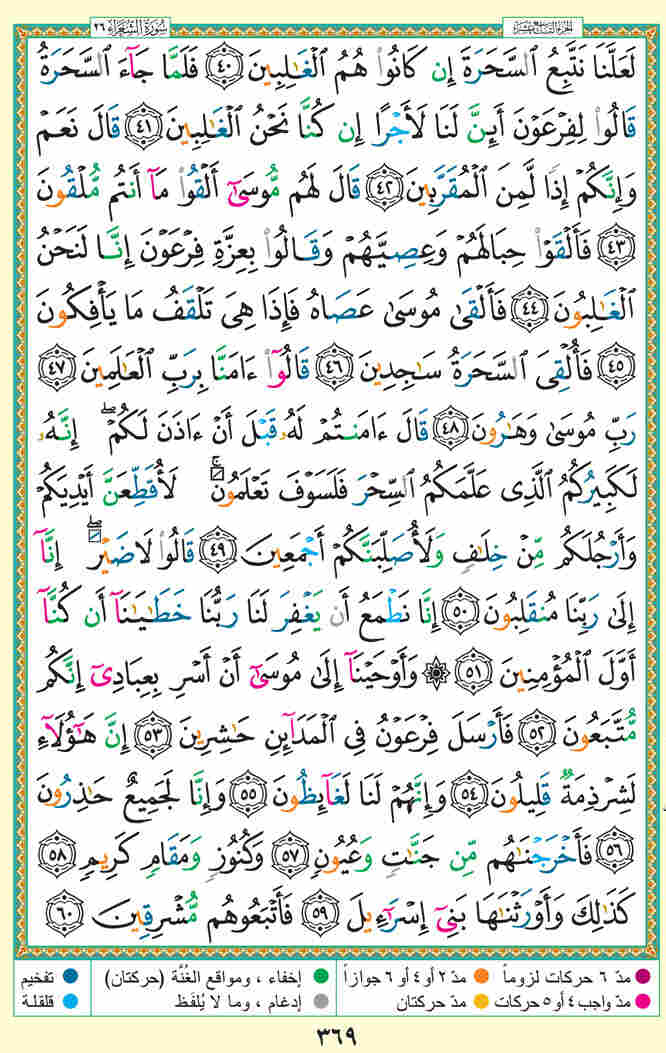 سُورَةُ الشُّعَرَاءِ ٢٦
لَعَلَّنَا نَتَّبِعُ ٱلسَّحَرَةَ إِن كَانُوا۟ هُمُ ٱلْغَـٰلِبِينَ ﴿٤٠﴾ فَلَمَّا جَآءَ ٱلسَّحَرَةُ
قَالُوا۟ لِفِرْعَوْنَ أَئِنَّ لَنَا لَأَجْرًا إِن كُنَّا نَحْنُ ٱلْغَـٰلِبِينَ ﴿٤١﴾ قَالَ نَعَمْ
وَإِنَّكُمْ إِذًا لَّمِنَ ٱلْمُقَرَّبِينَ ﴿٤٢﴾ قَالَ لَهُم مُّوسَىٰٓ أَلْقُوا۟ مَآ أَنتُم مُّلْقُونَ
﴿٤٣﴾ فَأَلْقَوْا۟ حِبَالَهُمْ وَعِصِيَّهُمْ وَقَالُوا۟ بِعِزَّةِ فِرْعَوْنَ إِنَّا لَنَحْنُ
ٱلْغَـٰلِبُونَ ﴿٤٤﴾ فَأَلْقَىٰ مُوسَىٰ عَصَاهُ فَإِذَا هِىَ تَلْقَفُ مَا يَأْفِكُونَ
﴿٤٥﴾ فَأُلْقِىَ ٱلسَّحَرَةُ سَـٰجِدِينَ ﴿٤٦﴾ قَالُوٓا۟ ءَامَنَّا بِرَبِّ ٱلْعَـٰلَمِينَ ﴿٤٧﴾
رَبِّ مُوسَىٰ وَهَـٰرُونَ ﴿٤٨﴾ قَالَ ءَامَنتُمْ لَهُۥ قَبْلَ أَنْ ءَاذَنَ لَكُمْ ۖ إِنَّهُۥ
لَكَبِيرُكُمُ ٱلَّذِى عَلَّمَكُمُ ٱلسِّحْرَ فَلَسَوْفَ تَعْلَمُونَ ۚ لَأُقَطِّعَنَّ أَيْدِيَكُمْ
وَأَرْجُلَكُم مِّنْ خِلَـٰفٍ وَلَأُصَلِّبَنَّكُمْ أَجْمَعِينَ ﴿٤٩﴾ قَالُوا۟ لَا ضَيْرَ ۖ إِنَّآ
إِلَىٰ رَبِّنَا مُنقَلِبُونَ ﴿٥٠﴾ إِنَّا نَطْمَعُ أَن يَغْفِرَ لَنَا رَبُّنَا خَطَـٰيَـٰنَآ أَن كُنَّآ
أَوَّلَ ٱلْمُؤْمِنِينَ ﴿٥١﴾ ۞ وَأَوْحَيْنَآ إِلَىٰ مُوسَىٰٓ أَنْ أَسْرِ بِعِبَادِىٓ إِنَّكُم
مُّتَّبَعُونَ ﴿٥٢﴾ فَأَرْسَلَ فِرْعَوْنُ فِى ٱلْمَدَآئِنِ حَـٰشِرِينَ ﴿٥٣﴾ إِنَّ هَـٰٓؤُلَآءِ
لَشِرْذِمَةٌ قَلِيلُونَ ﴿٥٤﴾ وَإِنَّهُمْ لَنَا لَغَآئِظُونَ ﴿٥٥﴾ وَإِنَّا لَجَمِيعٌ حَـٰذِرُونَ
﴿٥٦﴾ فَأَخْرَجْنَـٰهُم مِّن جَنَّـٰتٍ وَعُيُونٍ ﴿٥٧﴾ وَكُنُوزٍ وَمَقَامٍ كَرِيمٍ ﴿٥٨﴾
كَذَٰلِكَ وَأَوْرَثْنَـٰهَا بَنِىٓ إِسْرَٰٓءِيلَ ﴿٥٩﴾ فَأَتْبَعُوهُم مُّشْرِقِينَ ﴿٦٠﴾
مدّ ٦ حركات لزوماً مدّ ٢ أو ٤ أو ٦ جوازاً إخفاء ، ومواقع الغُنَّة (حركتان) تفخيم
مدّ واجب ٤ أو ٥ حركات مدّ حركتان إدغام ، وما لا يُلفَظ قلقلة
٣٦٩